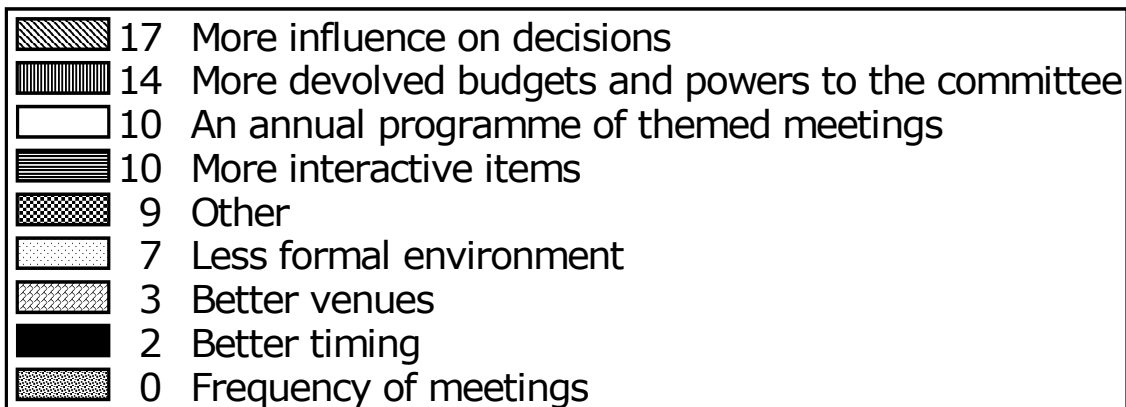 17 More influence on decisions
14 More devolved budgets and powers to the committee
10 An annual programme of themed meetings
10 More interactive items
9 Other
7 Less formal environment
3 Better venues
2 Better timing
0 Frequency of meetings